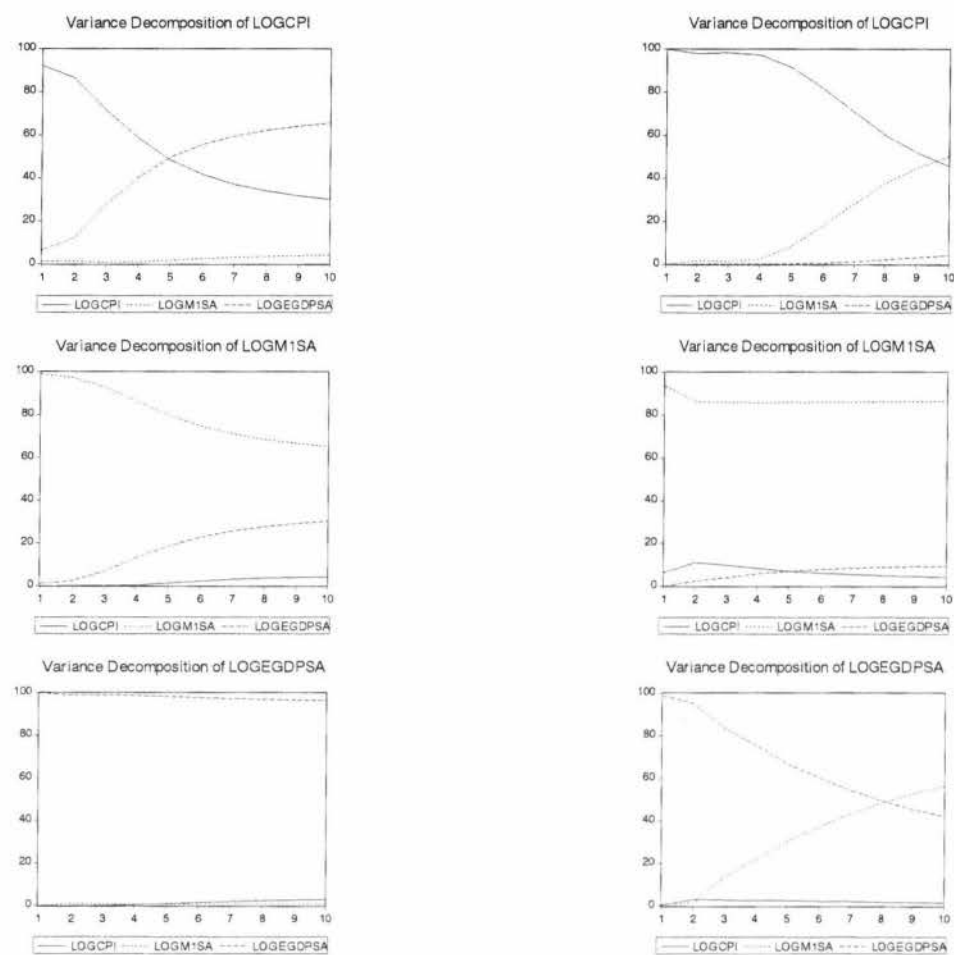 Variance Decomposition of LOGCPI
100
80
60
40
20
0
1 2 3 4 5 6 7 8 9 10
LOGCPI LOGM1SA LOGEGDPSA
Variance Decomposition of LOGCPI
100
80
60
40
20
0
1 2 3 4 5 6 7 8 9 10
LOGCPI LOGM1SA LOGEGDPSA
Variance Decomposition of LOGM1SA
100
80
60
40
20
0
1 2 3 4 5 6 7 8 9 10
LOGCPI LOGM1SA LOGEGDPSA
Variance Decomposition of LOGM1SA
100
80
60
40
20
0
1 2 3 4 5 6 7 8 9 10
LOGCPI LOGM1SA LOGEGDPSA
Variance Decomposition of LOGEGDPSA
100
80
60
40
20
0
1 2 3 4 5 6 7 8 9 10
LOGCPI LOGM1SA LOGEGDPSA
Variance Decomposition of LOGEGDPSA
100
80
60
40
20
0
1 2 3 4 5 6 7 8 9 10
LOGCPI LOGM1SA LOGEGDPSA